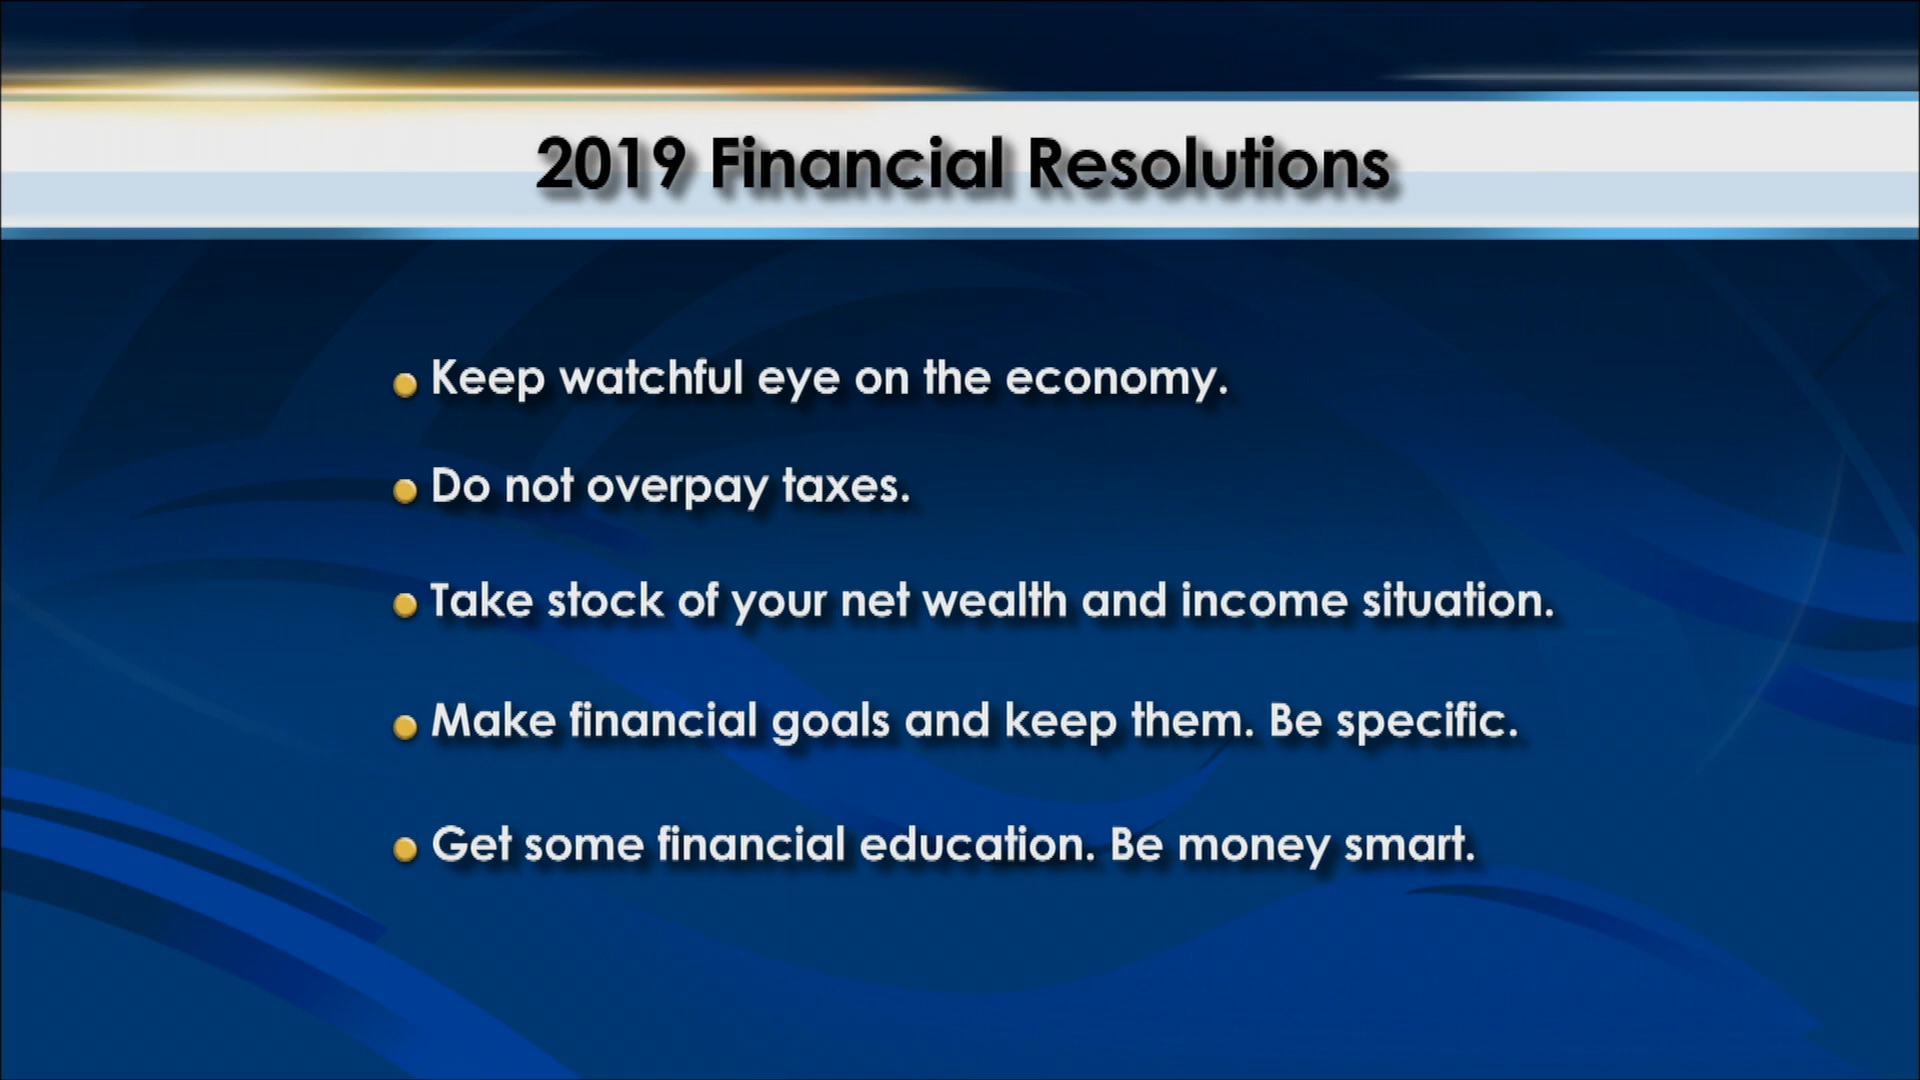 2019 Financial Resolutions
Keep watchful eye on the economy.
Do not overpay taxes.
Take stock of your net wealth and income situation.
Make financial goals and keep them. Be specific.
Get some financial education. Be money smart.